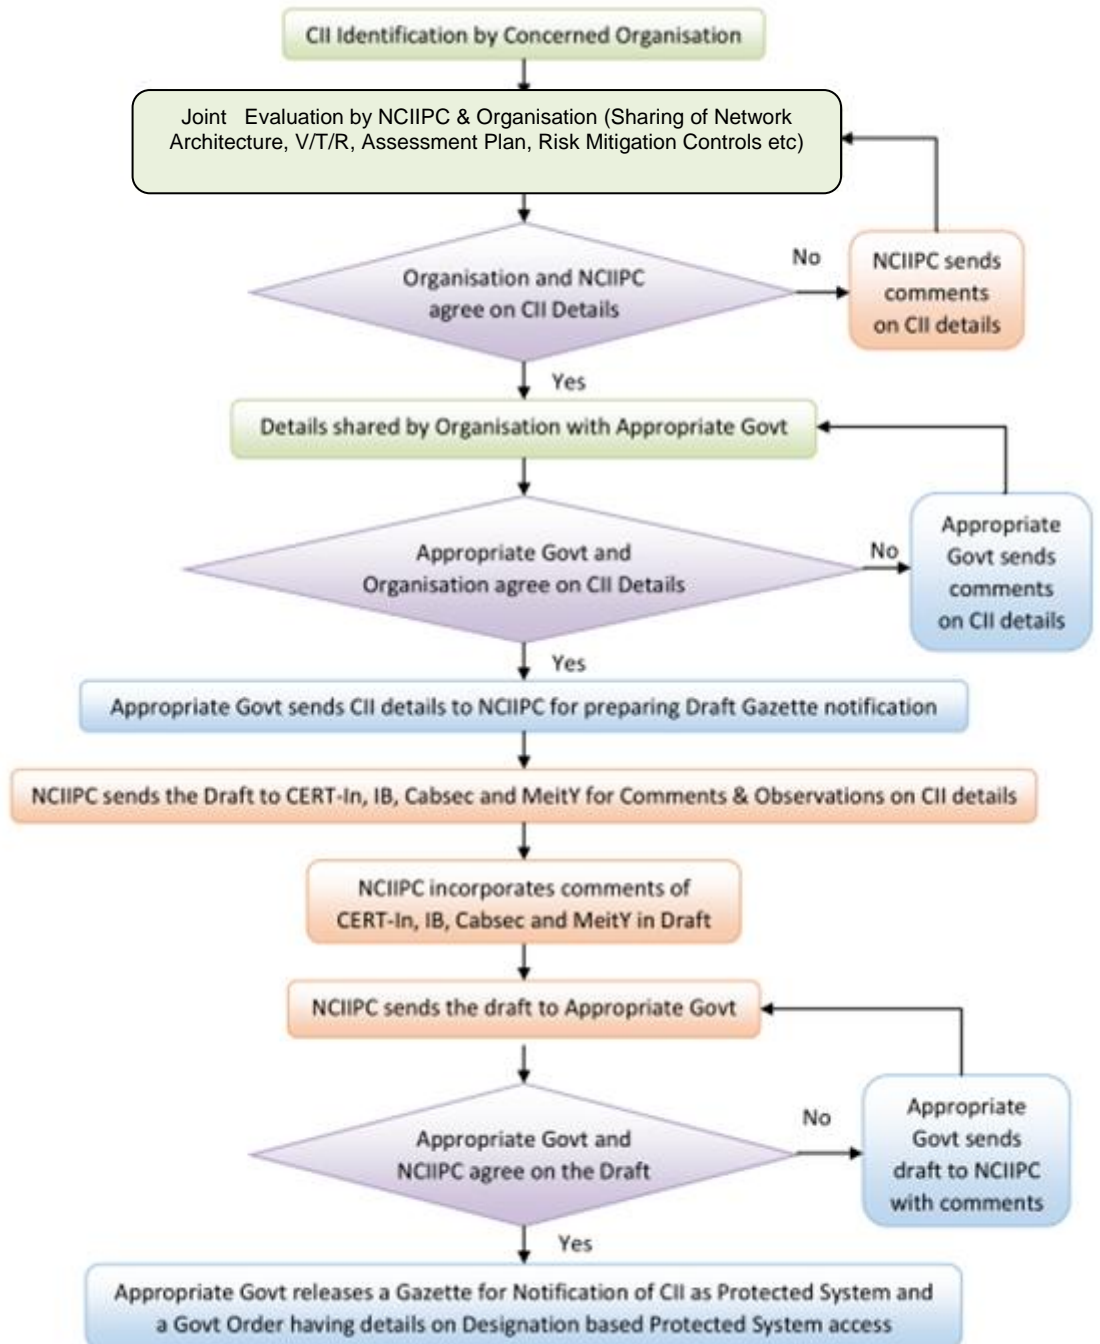 CII Identification by Concerned Organisation
Joint Evaluation by NCIIPC & Organisation (Sharing of Network
Architecture, V/T/R, Assessment Plan, Risk Mitigation Controls etc)
Organisation and NCIIPC
agree on CII Details
No
NCIIPC sends
comments
on CII details
Yes
Details shared by Organisation with Appropriate Govt
Appropriate Govt and
Organisation agree on CII Details
No
Appropriate
Govt sends
comments
on CII details
Yes
Appropriate Govt sends CII details to NCIIPC for preparing Draft Gazette notification
NCIIPC sends the Draft to CERT-In, IB, Cabsec and MeitY for Comments & Observations on CII details
NCIIPC incorporates comments of
CERT-In, IB, Cabsec and MeitY in Draft
NCIIPC sends the draft to Appropriate Govt
Appropriate Govt and
NCIIPC agree on the Draft
No
Appropriate
Govt sends
draft to NCIIPC
with comments
Yes
Appropriate Govt releases a Gazette for Notification of CII as Protected System and
a Govt Order having details on Designation based Protected System access